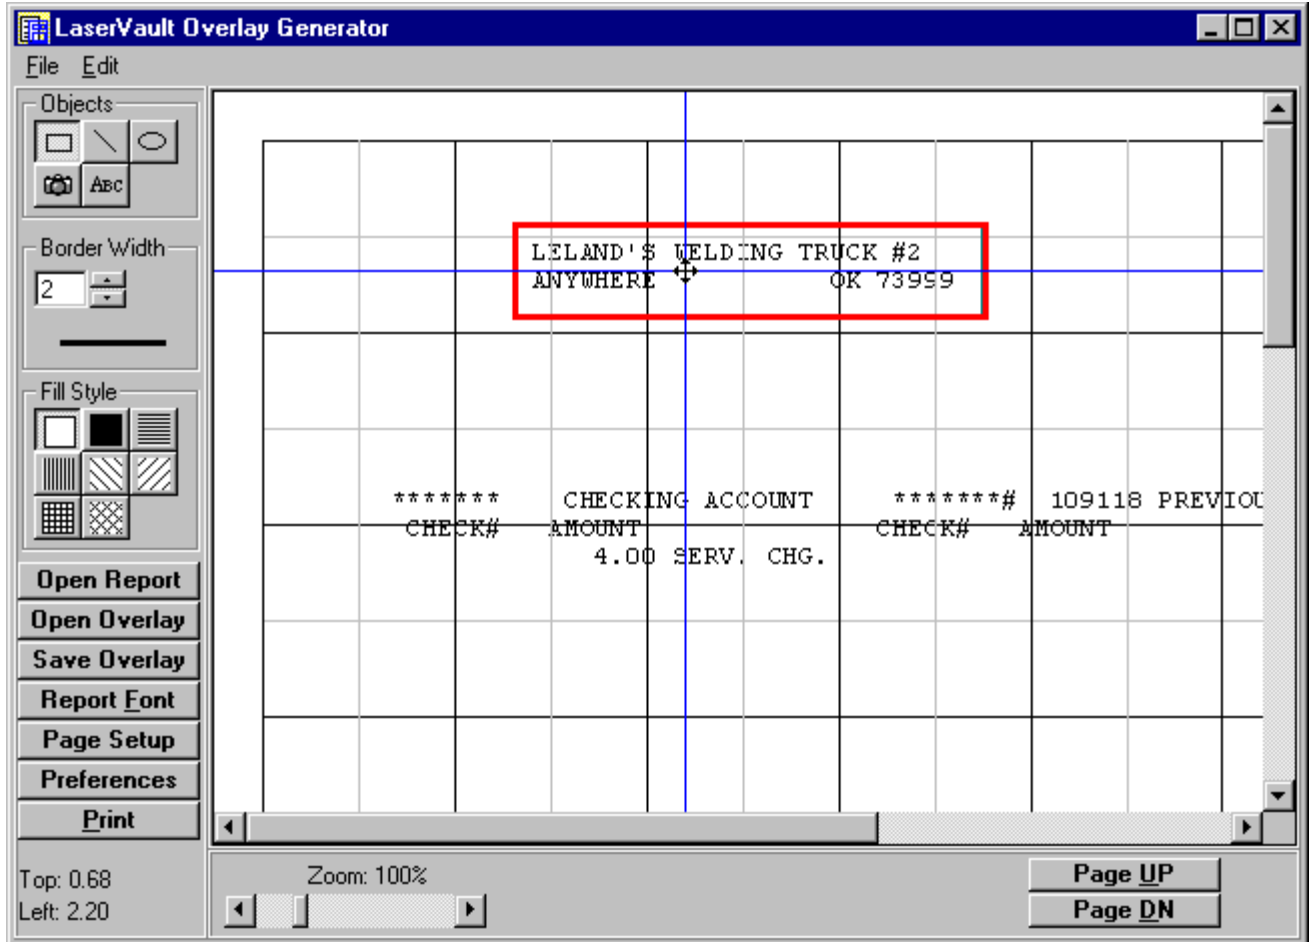 LaserVault Overlay Generator
File Edit
Objects
ABC
Border Width
2
Fill Style
Open Report
Open Overlay
Save Overlay
Report Font
Page Setup
Preferences
Print
Top: 0.68
Left: 2.20
LELAND'S WELDING TRUCK #2
ANYWHERE OK 73999
******* CHECKING ACCOUNT *******# 109118 PREVIOU
CHECK# AMOUNT CHECK# AMOUNT
4.00 SERV. CHG.
Zoom: 100%
Page UP
Page DN